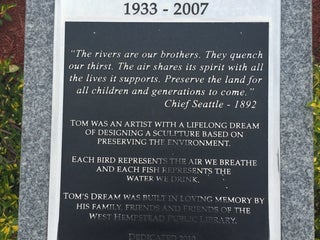 1933 - 2007
"The rivers are our brothers. They quench
our thirst. The air shares its spirit with all
the lives it supports. Preserve the land for
all children and generations to come."
Chief Seattle - 1892
TOM WAS AN ARTIST WITH A LIFELONG DREAM
OF DESIGNING A SCULPTURE BASED ON
PRESERVING THE ENVIRONMENT.
EACH BIRD REPRESENTS THE AIR WE BREATHE
AND EACH FISH REPRESENTS THE
WATER WE DRINK.
TOM'S DREAM WAS BUILT IN LOVING MEMORY BY
HIS FAMILY, FRIENDS AND FRIENDS OF THE
WEST HEMPSTEAD PUBLIC LIBRARY.
DEDICATED